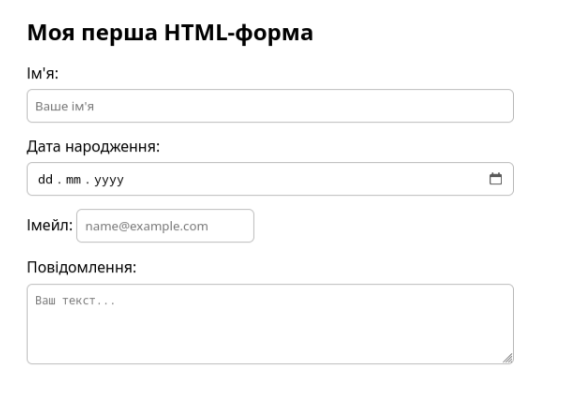 Моя перша HTML-форма
Ім'я:
Ваше ім'я
Дата народження:
dd . mm . yyyy
Імейл: name@example.com
Повідомлення:
Ваш текст...